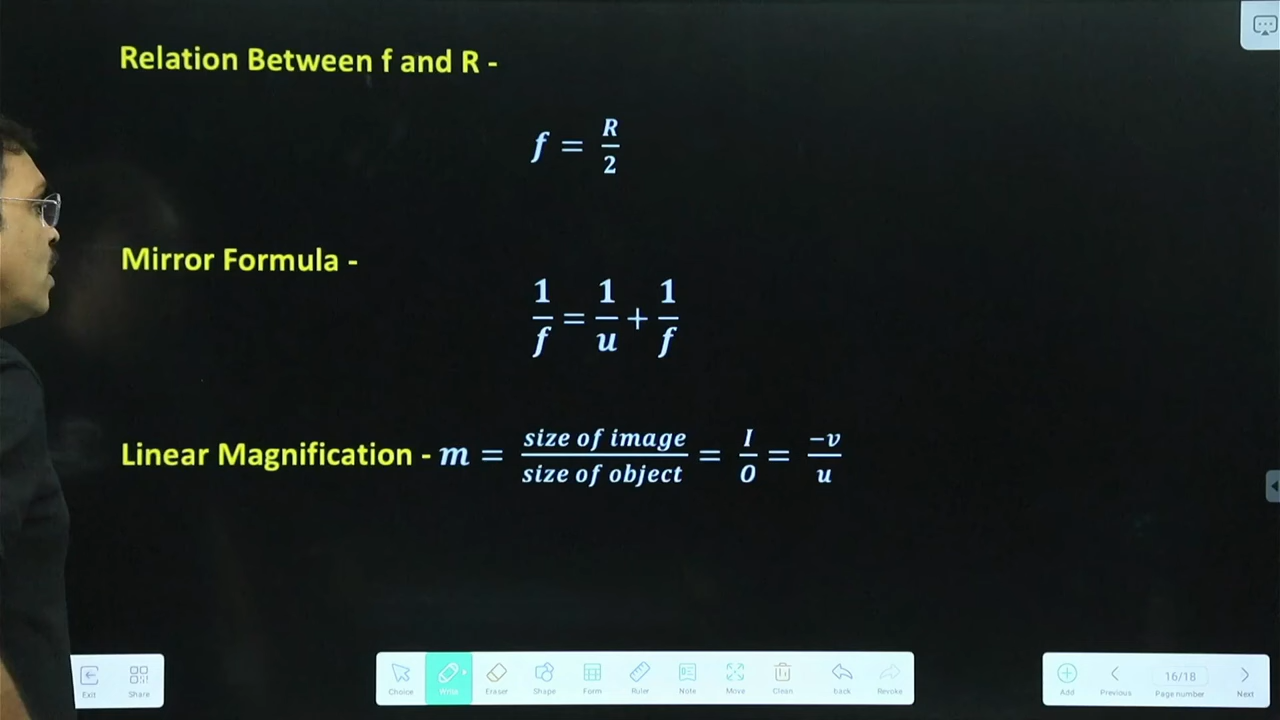 Relation Between f and R -
f = R/2
Mirror Formula -
1/f = 1/u + 1/f
Linear Magnification - m = size of image/size of object = I/O = -v/u
Exit Share Choice Write Eraser Shape Form Ruler Note Move Clean back Revoke Add Previous 16/18 Page number Next